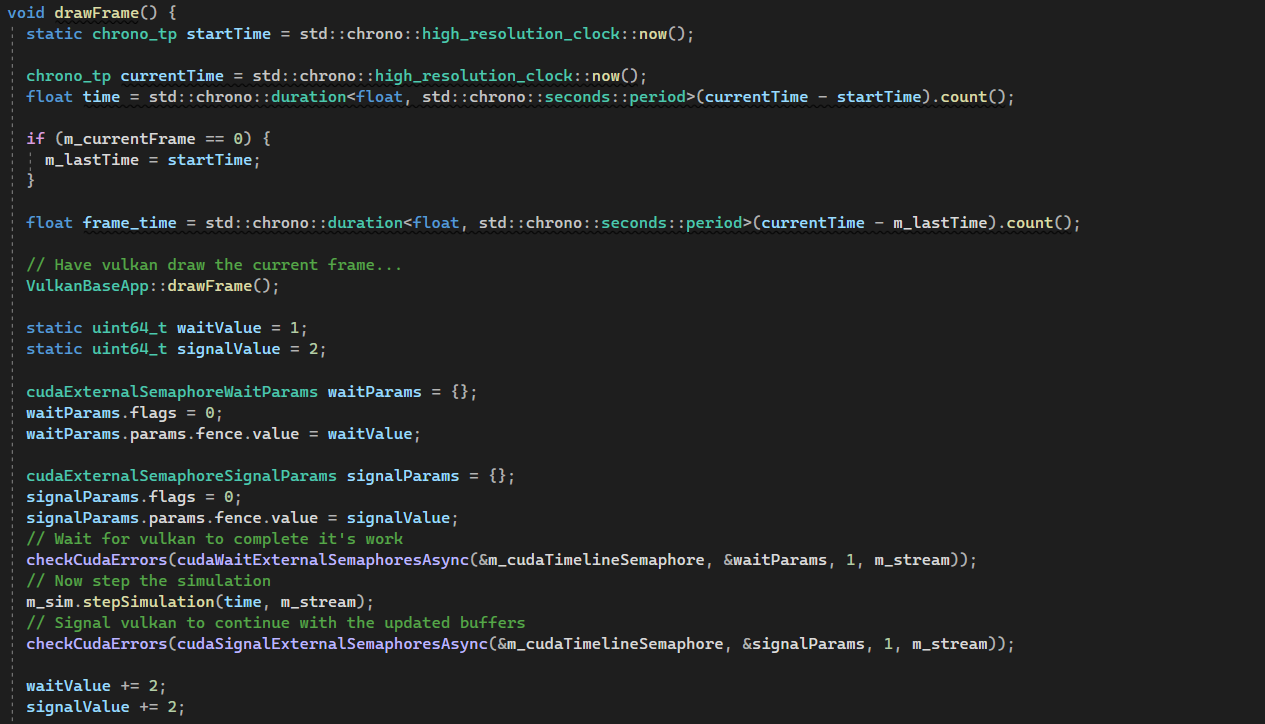 void drawFrame() {
static chrono_tp startTime = std::chrono::high_resolution_clock::now();
chrono_tp currentTime = std::chrono::high_resolution_clock::now();
float time = std::chrono::duration<float, std::chrono::seconds::period>(currentTime - startTime).count();
if (m_currentFrame == 0) {
m_lastTime = startTime;
}
float frame_time = std::chrono::duration<float, std::chrono::seconds::period>(currentTime - m_lastTime).count();
// Have vulkan draw the current frame...
VulkanBaseApp::drawFrame();
static uint64_t waitValue = 1;
static uint64_t signalValue = 2;
cudaExternalSemaphoreWaitParams waitParams = {};
waitParams.flags = 0;
waitParams.params.fence.value = waitValue;
cudaExternalSemaphoreSignalParams signalParams = {};
signalParams.flags = 0;
signalParams.params.fence.value = signalValue;
// Wait for vulkan to complete it's work
checkCudaErrors(cudaWaitExternalSemaphoresAsync(&m_cudaTimelineSemaphore, &waitParams, 1, m_stream));
// Now step the simulation
m_sim.stepSimulation(time, m_stream);
// Signal vulkan to continue with the updated buffers
checkCudaErrors(cudaSignalExternalSemaphoresAsync(&m_cudaTimelineSemaphore, &signalParams, 1, m_stream));
waitValue += 2;
signalValue += 2;